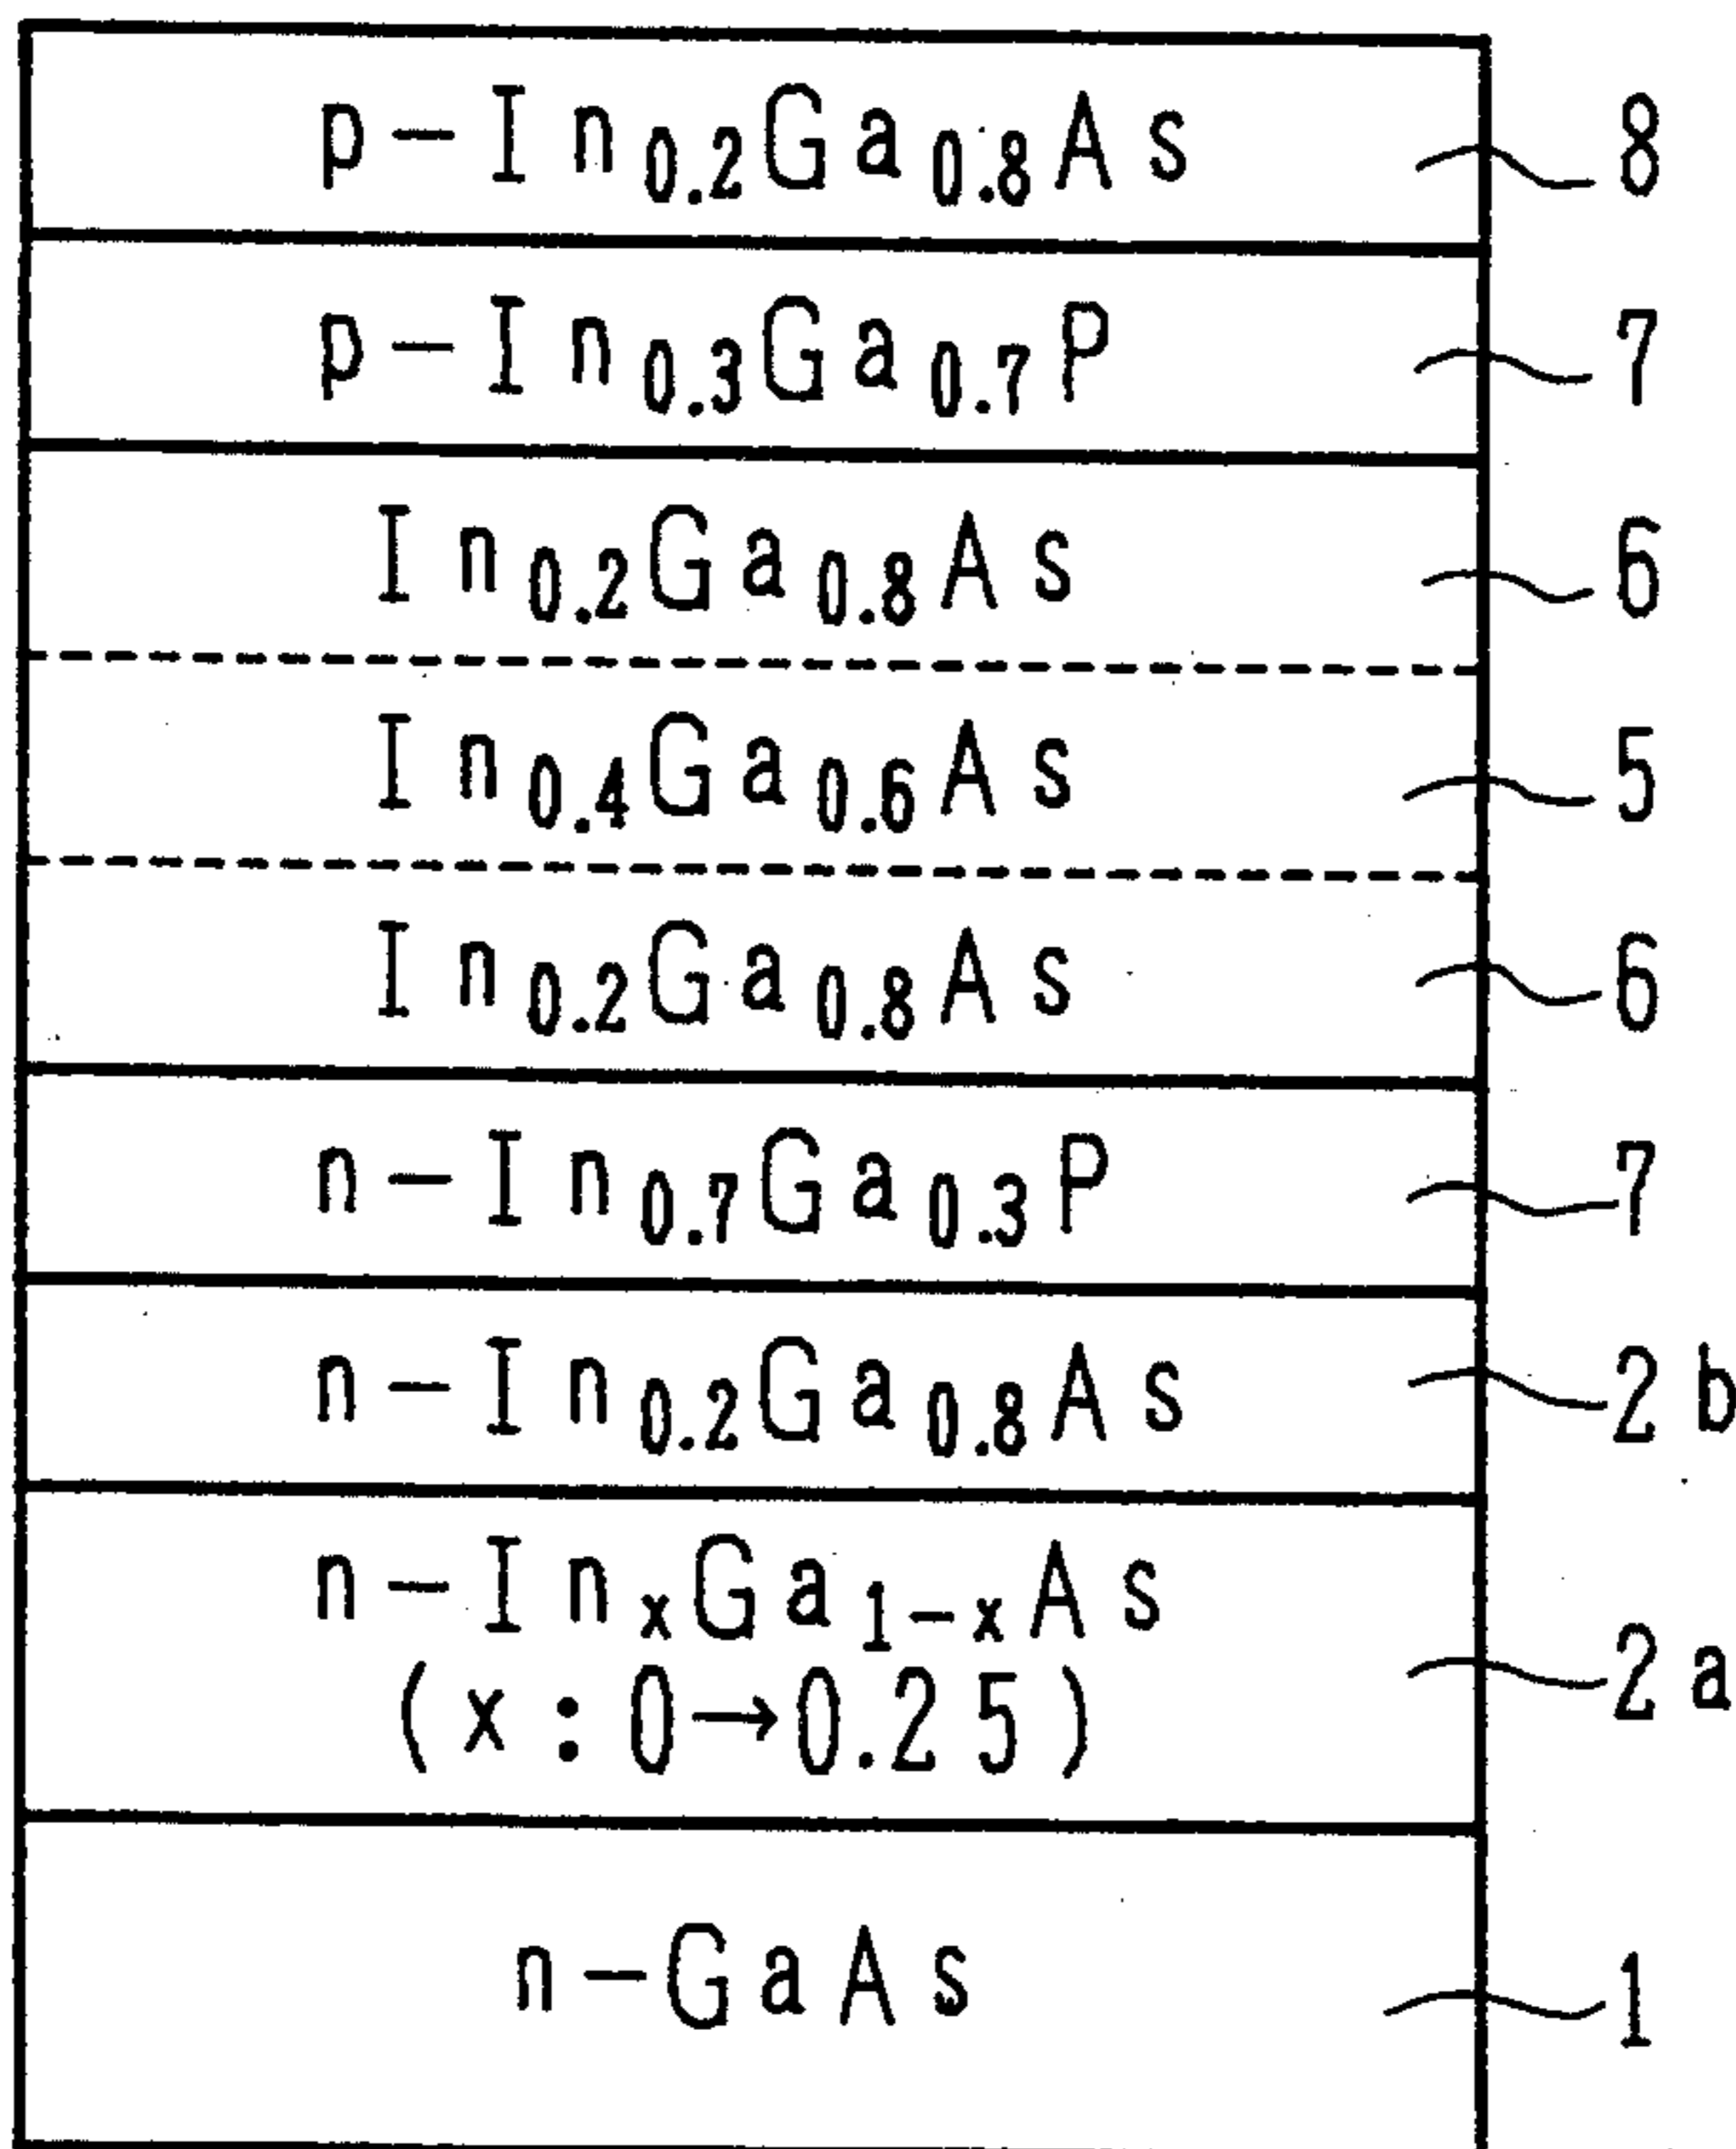 p-In0.2Ga0.8As 8
p-In0.3Ga0.7P 7
In0.2Ga0.8As 6
In0.4Ga0.6As 5
In0.2Ga0.8As 6
n-In0.7Ga0.3P 7
n-In0.2Ga0.8As 2b
n-InxGa1-xAs
(x:0→0.25) 2a
n-GaAs 1